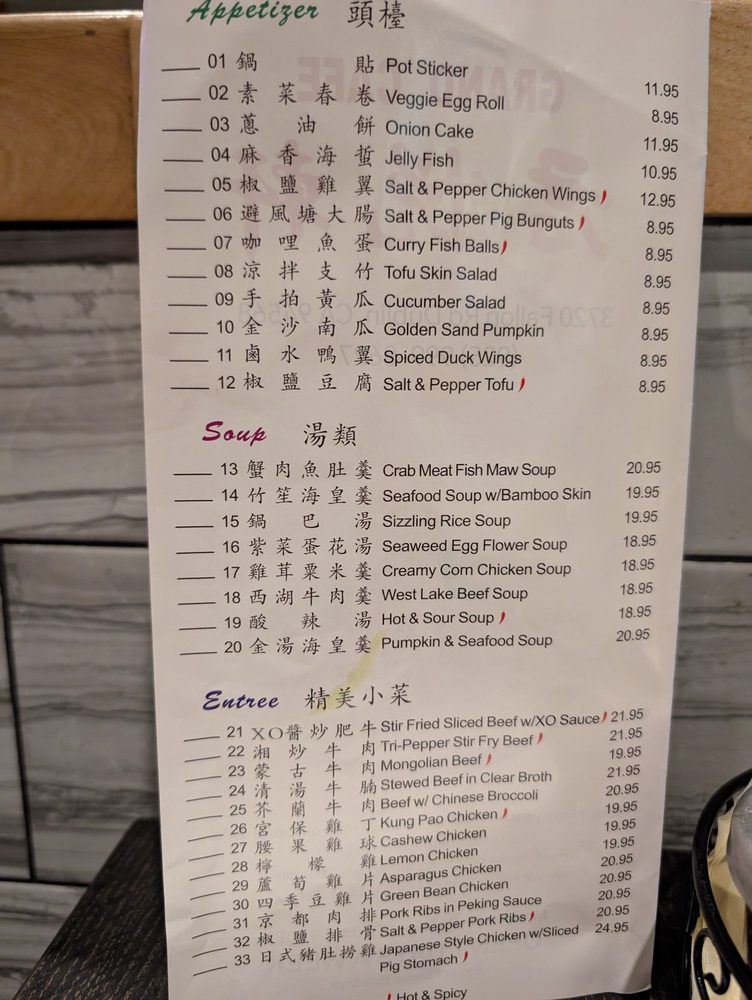 Appetizer 頭檯
01 鍋貼 Pot Sticker 11.95
02 素菜春卷 Veggie Egg Roll 8.95
03 蔥油餅 Onion Cake 11.95
04 麻香海蜇 Jelly Fish 10.95
05 椒鹽雞翼 Salt & Pepper Chicken Wings 12.95
06 避風塘大腸 Salt & Pepper Pig Bunguts 8.95
07 咖哩魚蛋 Curry Fish Balls 8.95
08 涼拌支竹 Tofu Skin Salad 8.95
09 手拍黃瓜 Cucumber Salad 8.95
10 金沙南瓜 Golden Sand Pumpkin 8.95
11 鹵水鴨翼 Spiced Duck Wings 8.95
12 椒鹽豆腐 Salt & Pepper Tofu 8.95
Soup 湯類
13 蟹肉魚肚羹 Crab Meat Fish Maw Soup 20.95
14 竹笙海皇羹 Seafood Soup w/Bamboo Skin 19.95
15 鍋巴湯 Sizzling Rice Soup 19.95
16 紫菜蛋花湯 Seaweed Egg Flower Soup 18.95
17 雞茸粟米羹 Creamy Corn Chicken Soup 18.95
18 西湖牛肉羹 West Lake Beef Soup 18.95
19 酸辣湯 Hot & Sour Soup 18.95
20 金湯海皇羹 Pumpkin & Seafood Soup 20.95
Entree 精美小菜
21 XO醬炒肥牛 Stir Fried Sliced Beef w/XO Sauce 21.95
22 湘炒牛肉 Tri-Pepper Stir Fry Beef 21.95
23 蒙古牛肉 Mongolian Beef 19.95
24 清湯牛腩 Stewed Beef in Clear Broth 21.95
25 芥蘭牛肉 Beef w/ Chinese Broccoli 20.95
26 宮保雞丁 Kung Pao Chicken 19.95
27 腰果雞球 Cashew Chicken 19.95
28 檸檬雞 Lemon Chicken 19.95
29 蘆筍雞片 Asparagus Chicken 20.95
30 四季豆雞片 Green Bean Chicken 20.95
31 京都肉排 Pork Ribs in Peking Sauce 20.95
32 椒鹽排骨 Salt & Pepper Pork Ribs 20.95
33 日式豬肚撈雞 Japanese Style Chicken w/Sliced 24.95
Pig Stomach
Hot & Spicy